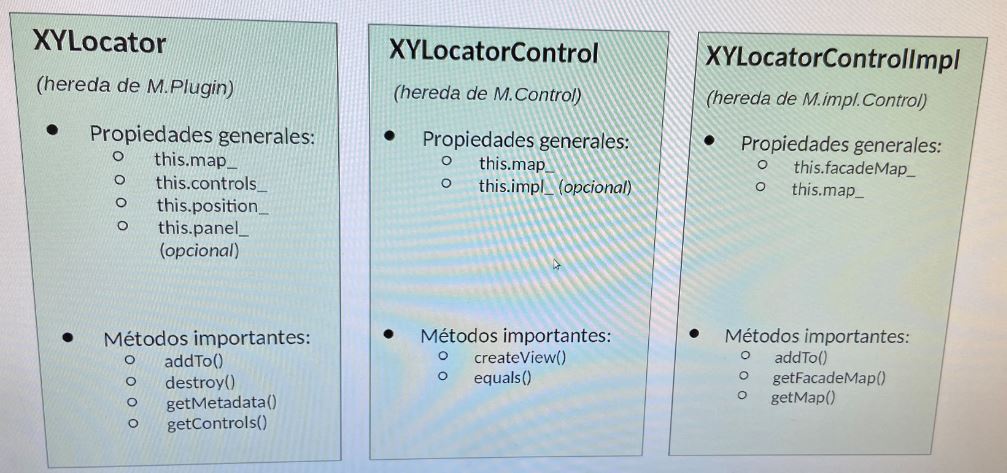 XYLocator
(hereda de M.Plugin)
Propiedades generales:
this.map_
this.controls_
this.position_
this.panel_
(opcional)
Métodos importantes:
addTo()
destroy()
getMetadata()
getControls()
XYLocatorControl
(hereda de M.Control)
Propiedades generales:
this.map_
this.impl_ (opcional)
Métodos importantes:
createView()
equals()
XYLocatorControlImpl
(hereda de M.impl.Control)
Propiedades generales:
this.facadeMap_
this.map_
Métodos importantes:
addTo()
getFacadeMap()
getMap()